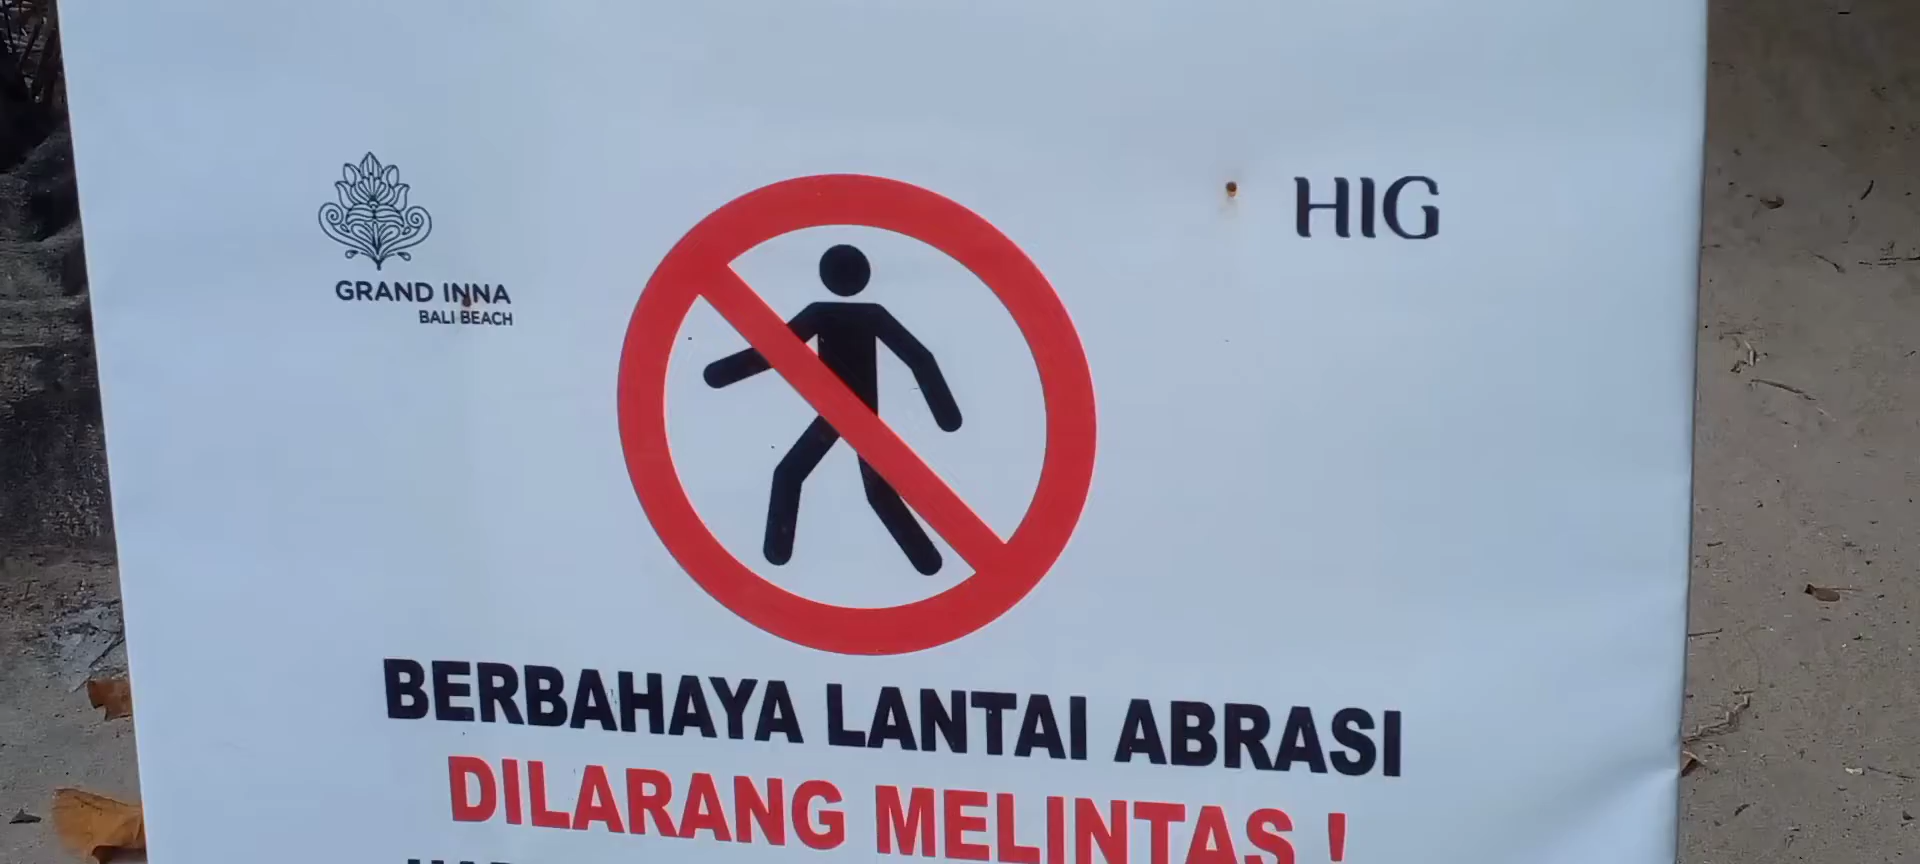 GRAND INNA
BALI BEACH
HIG
BERBAHAYA LANTAI ABRASI
DILARANG MELINTAS !